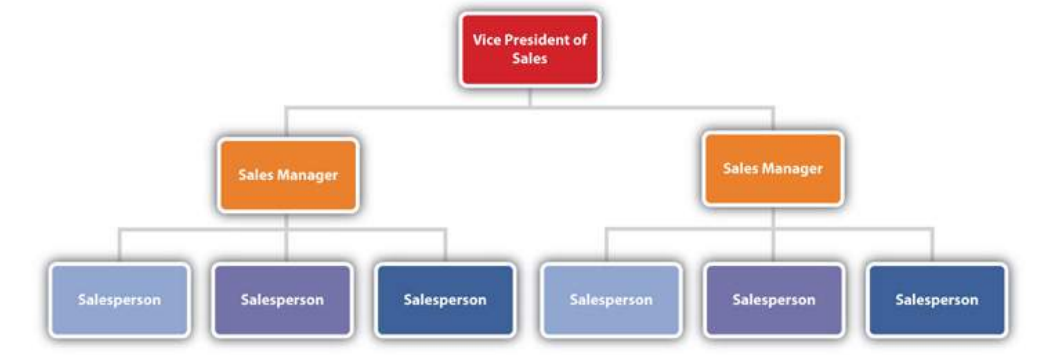 Vice President of
Sales
Sales Manager
Sales Manager
Salesperson
Salesperson
Salesperson
Salesperson
Salesperson
Salesperson